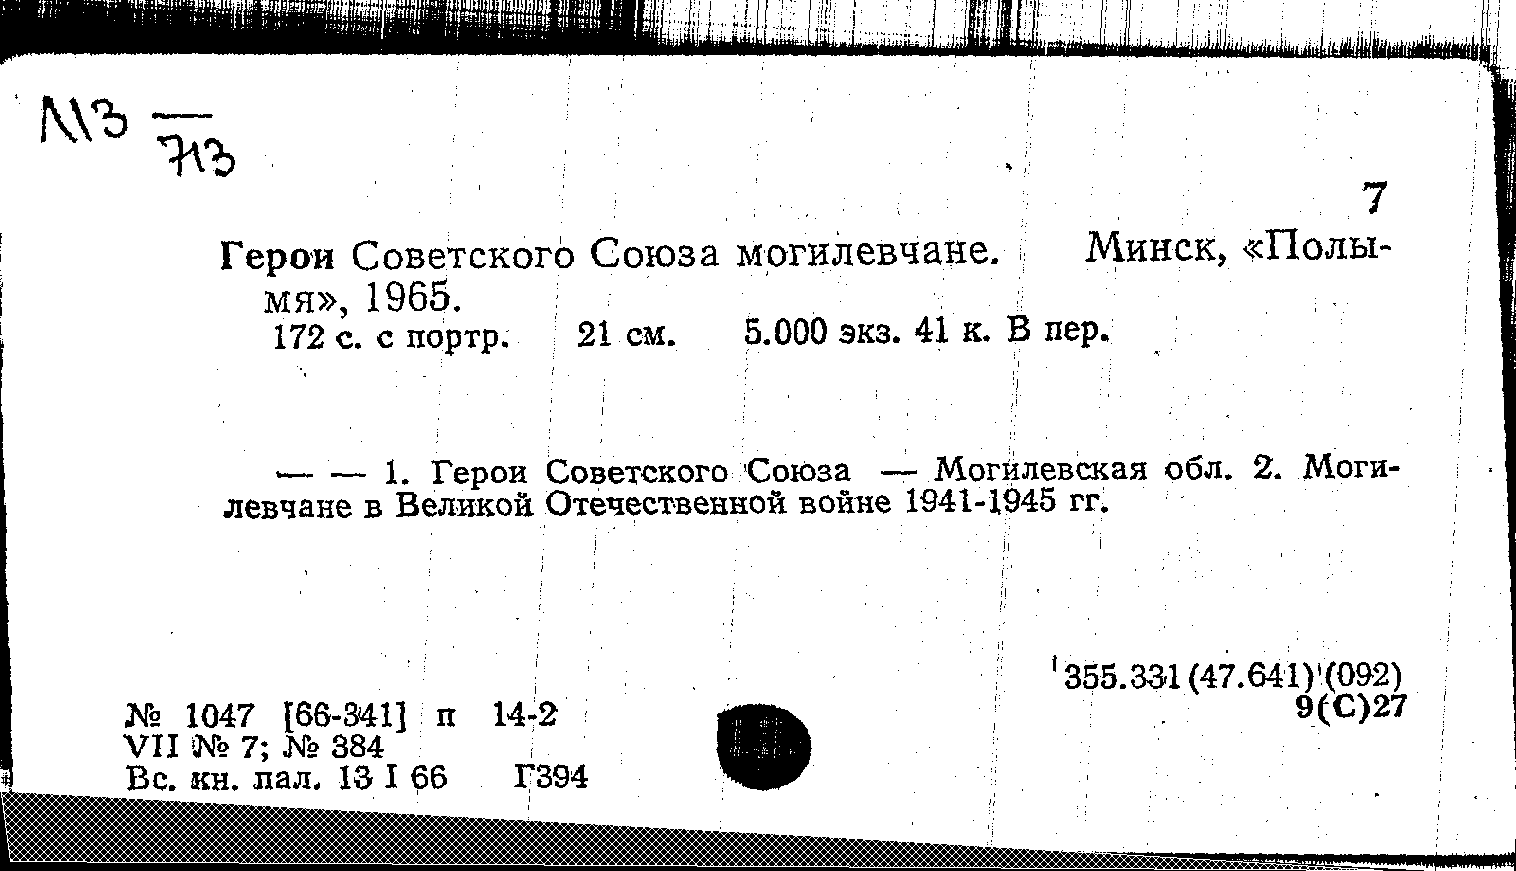 713
7
Герои Советского Союза могилевчане. Минск, «Полы-
мя», 1965.
172 с. с портр. 21 см. 5.000 экз. 41 к. В пер.
— — 1. Герои Советского Союза — Могилевская обл. 2. Моги-
левчане в Великой Отечественной войне 1941-1945 гг.
355.331(47.641)(092)
9(С)27
№ 1047 [66-341] п 14-2
VII № 7; № 384
Вс. кн. пал. 13 I 66 Г394